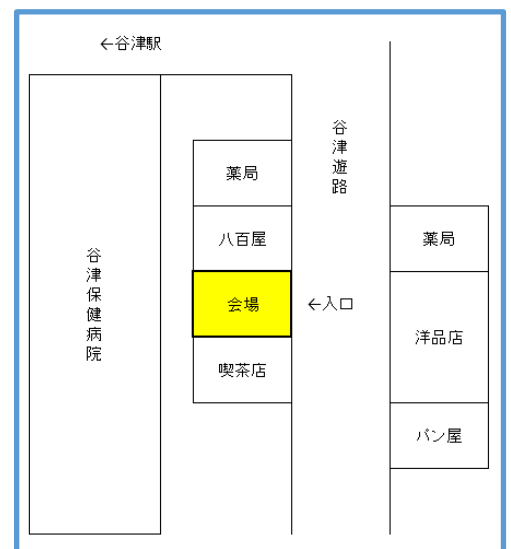 ←谷津駅
谷津遊路
薬局
八百屋
薬局
谷津保健病院
会場
←入口
洋品店
喫茶店
パン屋